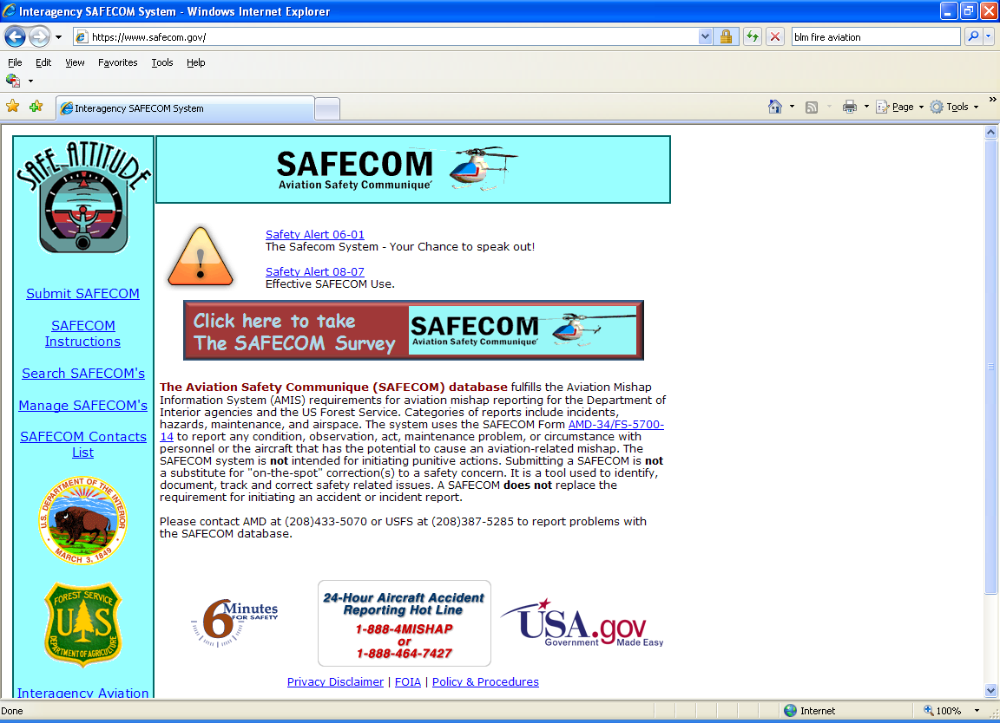 Interagency SAFECOM System - Windows Internet Explorer
https://www.safecom.gov/
blm fire aviation
File Edit View Favorites Tools Help
Interagency SAFECOM System
Page Tools »
SAFE ATTITUDE
SAFECOM
Aviation Safety Communique'
Submit SAFECOM
SAFECOM
Instructions
Search SAFECOM's
Manage SAFECOM's
SAFECOM Contacts
List
U.S. DEPARTMENT OF THE INTERIOR
MARCH 3, 1849
FOREST SERVICE
U S
DEPARTMENT OF AGRICULTURE
Interagency Aviation
Safety Alert 06-01
The Safecom System - Your Chance to speak out!
Safety Alert 08-07
Effective SAFECOM Use.
Click here to take
The SAFECOM Survey
SAFECOM
Aviation Safety Communique'
The Aviation Safety Communique (SAFECOM) database fulfills the Aviation Mishap
Information System (AMIS) requirements for aviation mishap reporting for the Department of
Interior agencies and the US Forest Service. Categories of reports include incidents,
hazards, maintenance, and airspace. The system uses the SAFECOM Form AMD-34/FS-5700-
14 to report any condition, observation, act, maintenance problem, or circumstance with
personnel or the aircraft that has the potential to cause an aviation-related mishap. The
SAFECOM system is not intended for initiating punitive actions. Submitting a SAFECOM is not
a substitute for "on-the-spot" correction(s) to a safety concern. It is a tool used to identify,
document, track and correct safety related issues. A SAFECOM does not replace the
requirement for initiating an accident or incident report.
Please contact AMD at (208)433-5070 or USFS at (208)387-5285 to report problems with
the SAFECOM database.
6 Minutes
FOR SAFETY
24-Hour Aircraft Accident
Reporting Hot Line
1-888-4MISHAP
or
1-888-464-7427
USA.gov
Government Made Easy
Privacy Disclaimer | FOIA | Policy & Procedures
Done
Internet
100%